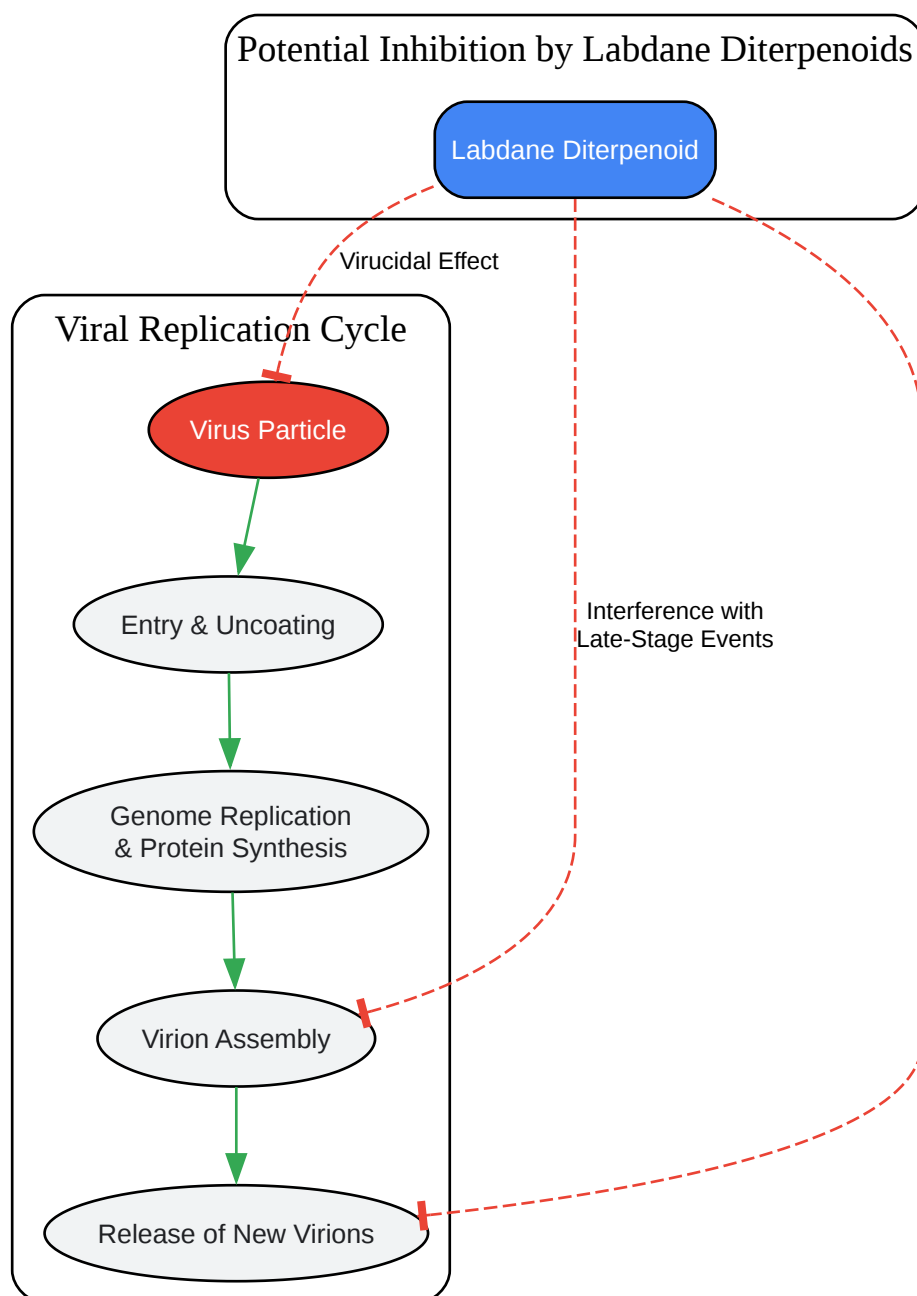 Potential Inhibition by Labdane Diterpenoids
Labdane Diterpenoid
Virucidal Effect
Viral Replication Cycle
Virus Particle
Entry & Uncoating
Interference with
Late-Stage Events
Genome Replication
& Protein Synthesis
Virion Assembly
Release of New Virions